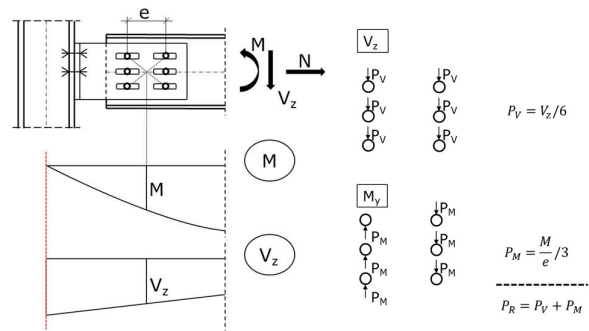 e
M
N
V_z
M
M
V_z
V_z
V_z
P_V P_V
P_V P_V
P_V P_V
P_V = V_z/6
M_y
P_M
P_M P_M
P_M P_M
P_M
P_M = M/e /3
P_R = P_V + P_M